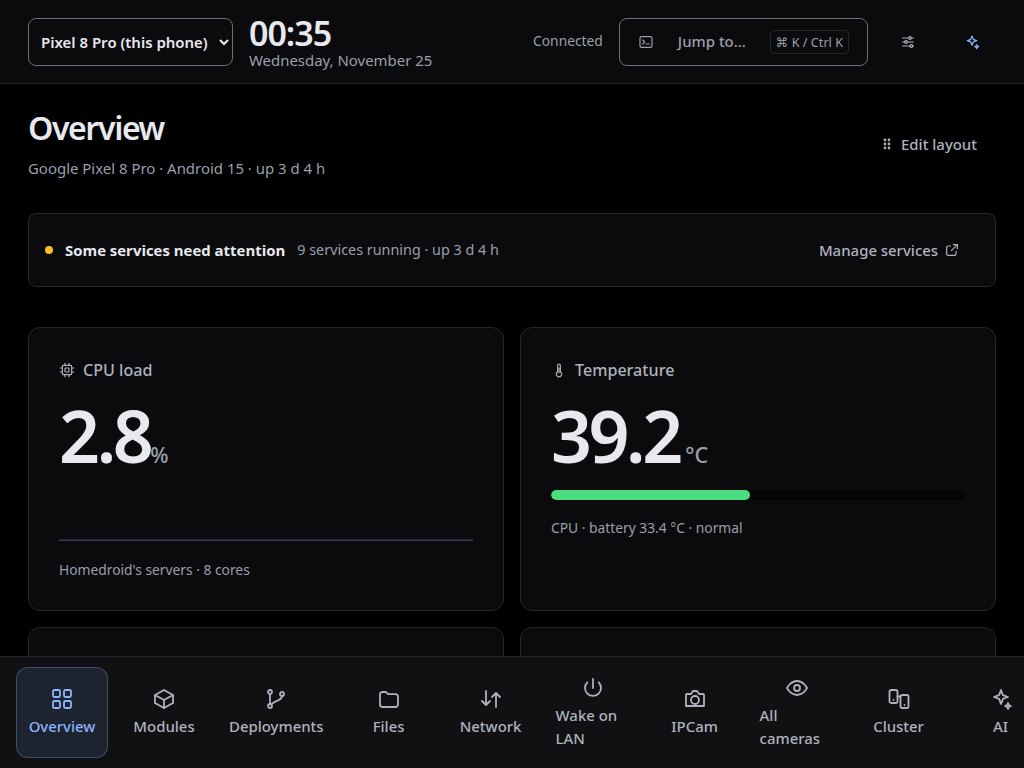 Pixel 8 Pro (this phone)
00:35
Wednesday, November 25
Connected
Jump to...
⌘ K / Ctrl K
Overview
Google Pixel 8 Pro · Android 15 · up 3 d 4 h
Edit layout
Some services need attention
9 services running · up 3 d 4 h
Manage services
CPU load
2.8%
Homedroid's servers · 8 cores
Temperature
39.2 °C
CPU · battery 33.4 °C · normal
Overview
Modules
Deployments
Files
Network
Wake on
LAN
IPCam
All
cameras
Cluster
AI